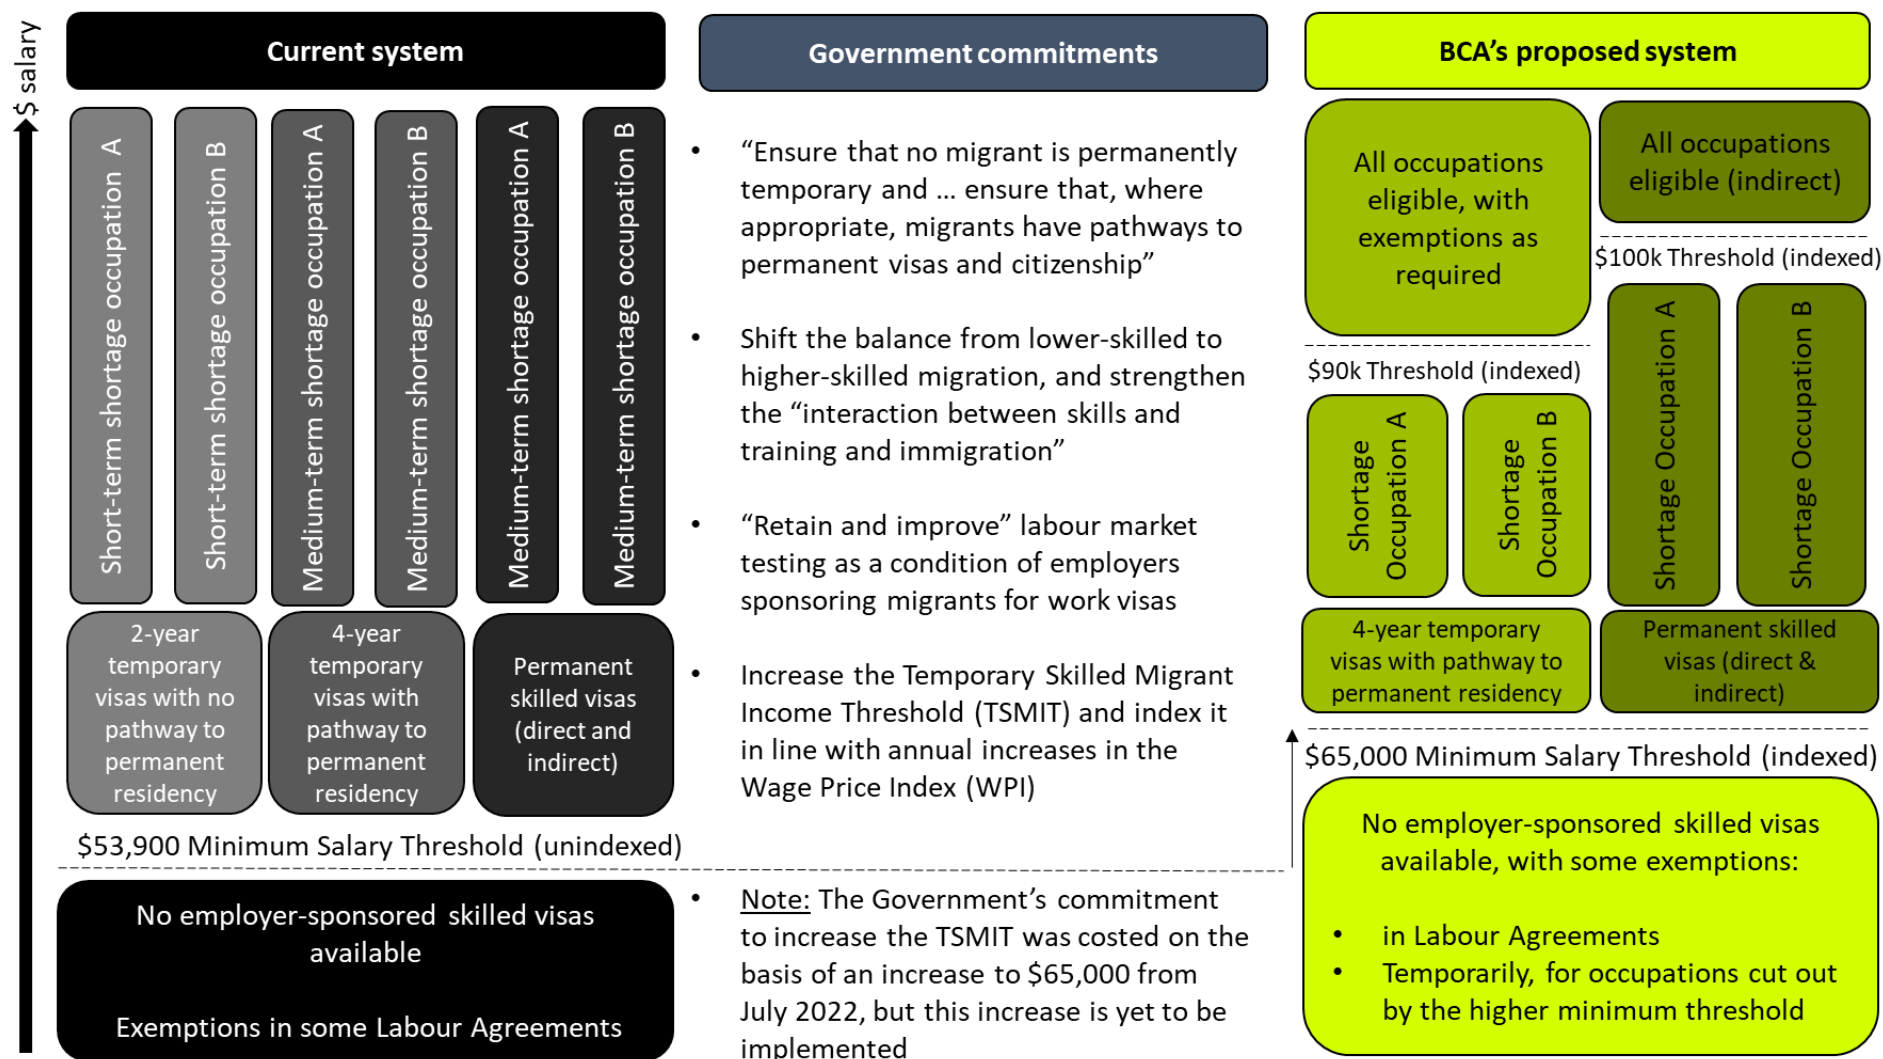 $ salary
Current system
Short-term shortage occupation A
Short-term shortage occupation B
Medium-term shortage occupation A
Medium-term shortage occupation B
Medium-term shortage occupation A
Medium-term shortage occupation B
2-year
temporary
visas with no
pathway to
permanent
residency
4-year
temporary
visas with
pathway to
permanent
residency
Permanent
skilled visas
(direct and
indirect)
$53,900 Minimum Salary Threshold (unindexed)
No employer-sponsored skilled visas
available
Exemptions in some Labour Agreements
Government commitments
• “Ensure that no migrant is permanently
temporary and … ensure that, where
appropriate, migrants have pathways to
permanent visas and citizenship”
• Shift the balance from lower-skilled to
higher-skilled migration, and strengthen
the “interaction between skills and
training and immigration”
• “Retain and improve” labour market
testing as a condition of employers
sponsoring migrants for work visas
• Increase the Temporary Skilled Migrant
Income Threshold (TSMIT) and index it
in line with annual increases in the
Wage Price Index (WPI)
• Note: The Government’s commitment
to increase the TSMIT was costed on the
basis of an increase to $65,000 from
July 2022, but this increase is yet to be
implemented
BCA’s proposed system
All occupations
eligible, with
exemptions as
required
$90k Threshold (indexed)
Shortage
Occupation A
Shortage
Occupation B
4-year temporary
visas with pathway to
permanent residency
All occupations
eligible (indirect)
$100k Threshold (indexed)
Shortage Occupation A
Shortage Occupation B
Permanent skilled
visas (direct &
indirect)
$65,000 Minimum Salary Threshold (indexed)
No employer-sponsored skilled visas
available, with some exemptions:
• in Labour Agreements
• Temporarily, for occupations cut out
by the higher minimum threshold